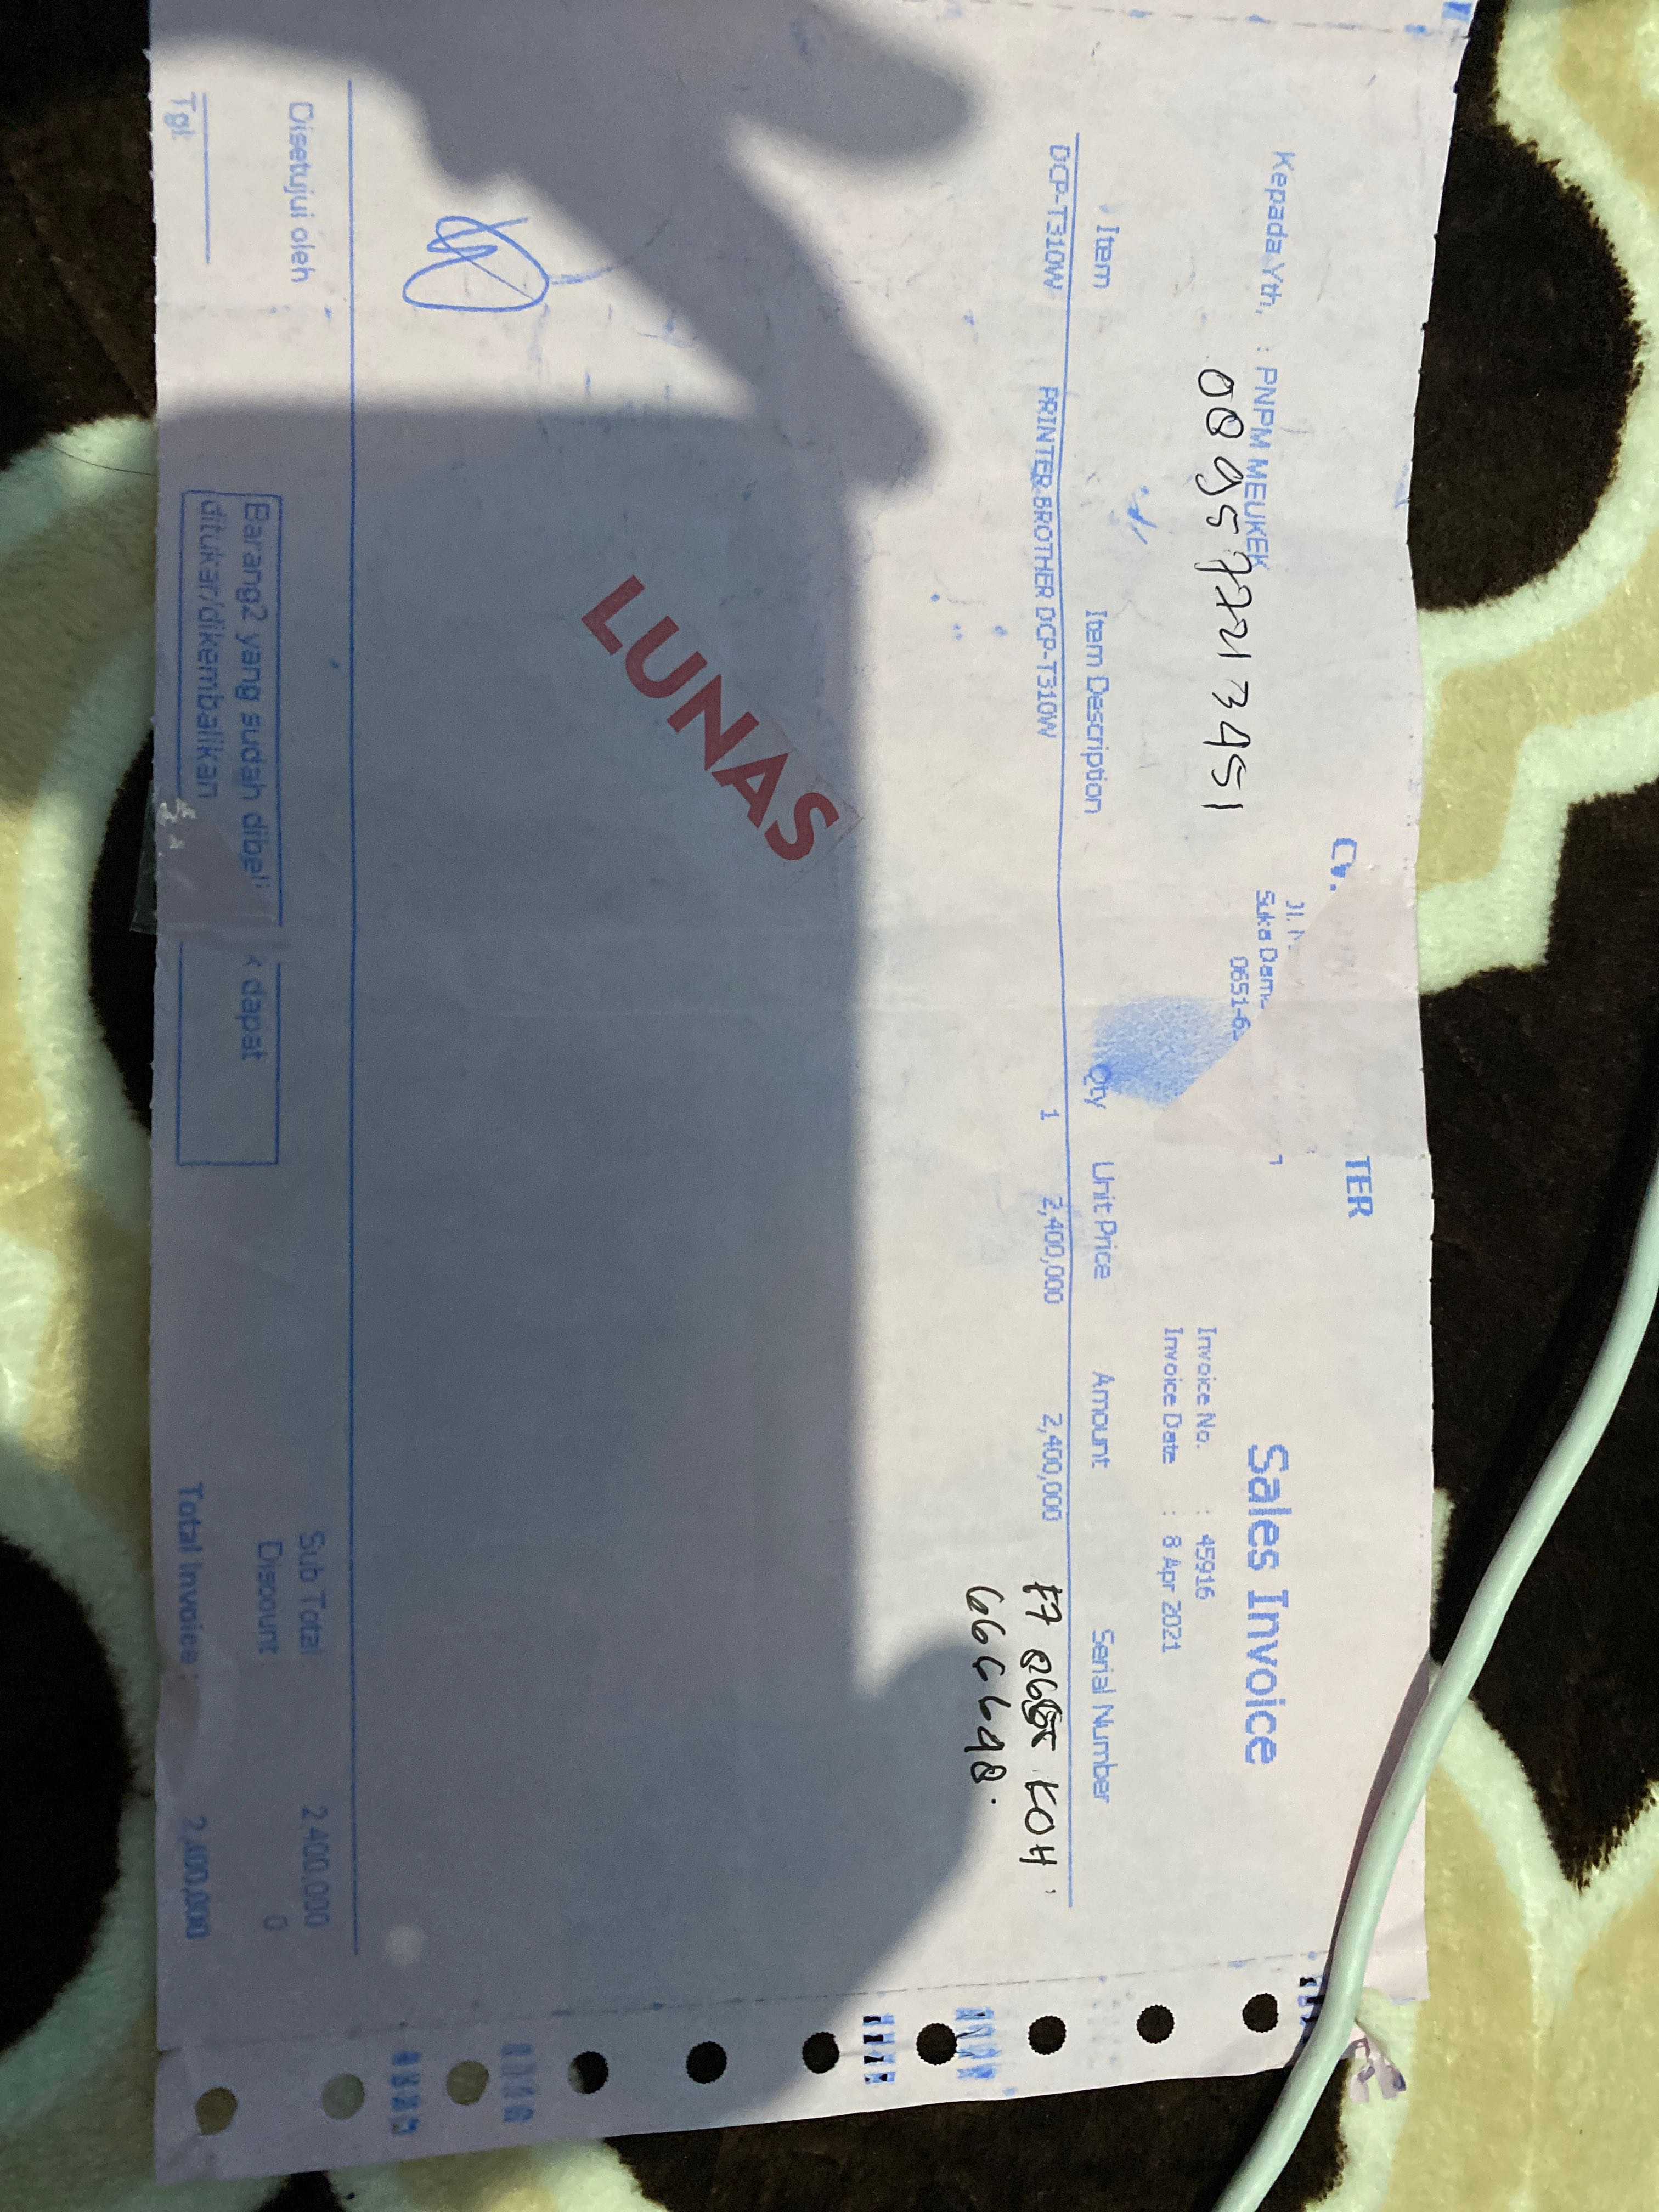 Cv. TER
Jl.
Suka Dam
0651-6
Sales Invoice
Kepada Yth, : PNPM MEUKEK
Invoice No. : 45916
Invoice Date : 8 Apr 2021
Item Item Description Qty Unit Price Amount Serial Number
DCP-T310W PRINTER BROTHER DCP-T310W 1 2,400,000 2,400,000
LUNAS
Disetujui oleh
Tgl:
Barang2 yang sudah dibeli dapat
ditukar/dikembalikan
Sub Total 2,400,000
Discount 0
Total Invoice : 2,400,000